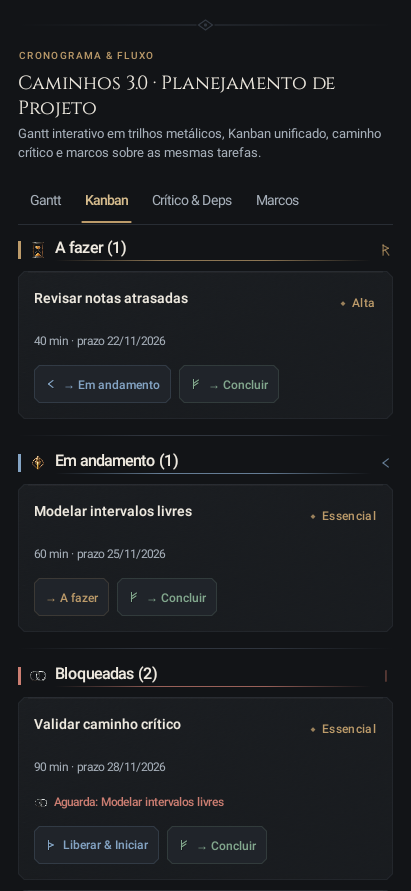 CRONOGRAMA & FLUXO
Caminhos 3.0 · Planejamento de
Projeto
Gantt interativo em trilhos metálicos, Kanban unificado, caminho
crítico e marcos sobre as mesmas tarefas.
Gantt Kanban Crítico & Deps Marcos
A fazer (1) ᚱ
Revisar notas atrasadas
⬥ Alta
40 min · prazo 22/11/2026
ᚲ → Em andamento ᚠ → Concluir
Em andamento (1) ᚲ
Modelar intervalos livres
⬥ Essencial
60 min · prazo 25/11/2026
→ A fazer ᚠ → Concluir
Bloqueadas (2) ᛁ
Validar caminho crítico
⬥ Essencial
90 min · prazo 28/11/2026
Aguarda: Modelar intervalos livres
ᚦ Liberar & Iniciar ᚠ → Concluir